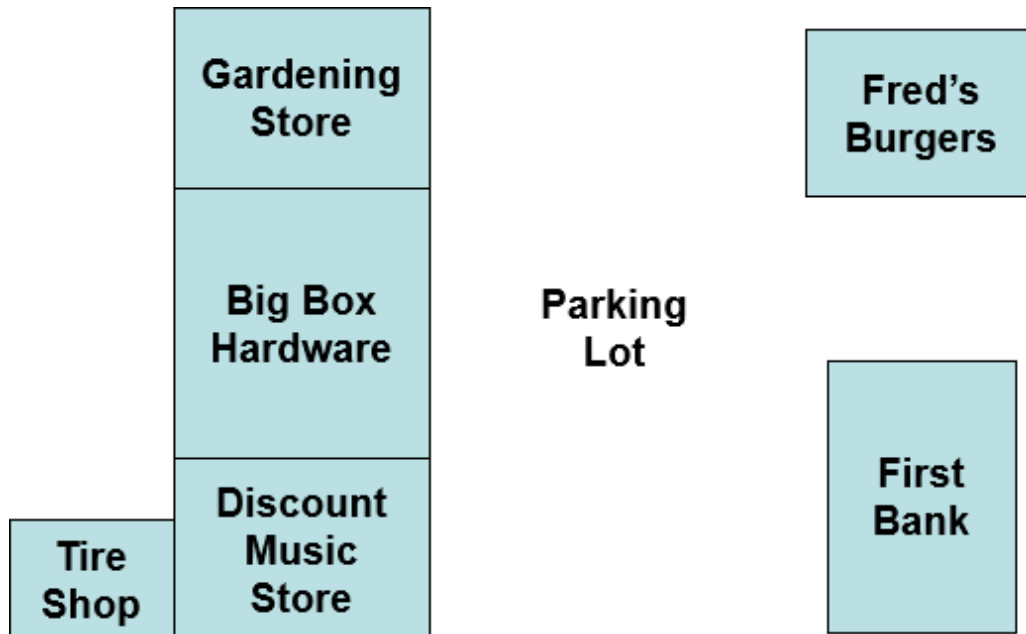 Gardening
Store
Fred’s
Burgers
Big Box
Hardware
Parking
Lot
Discount
Music
Store
First
Bank
Tire
Shop